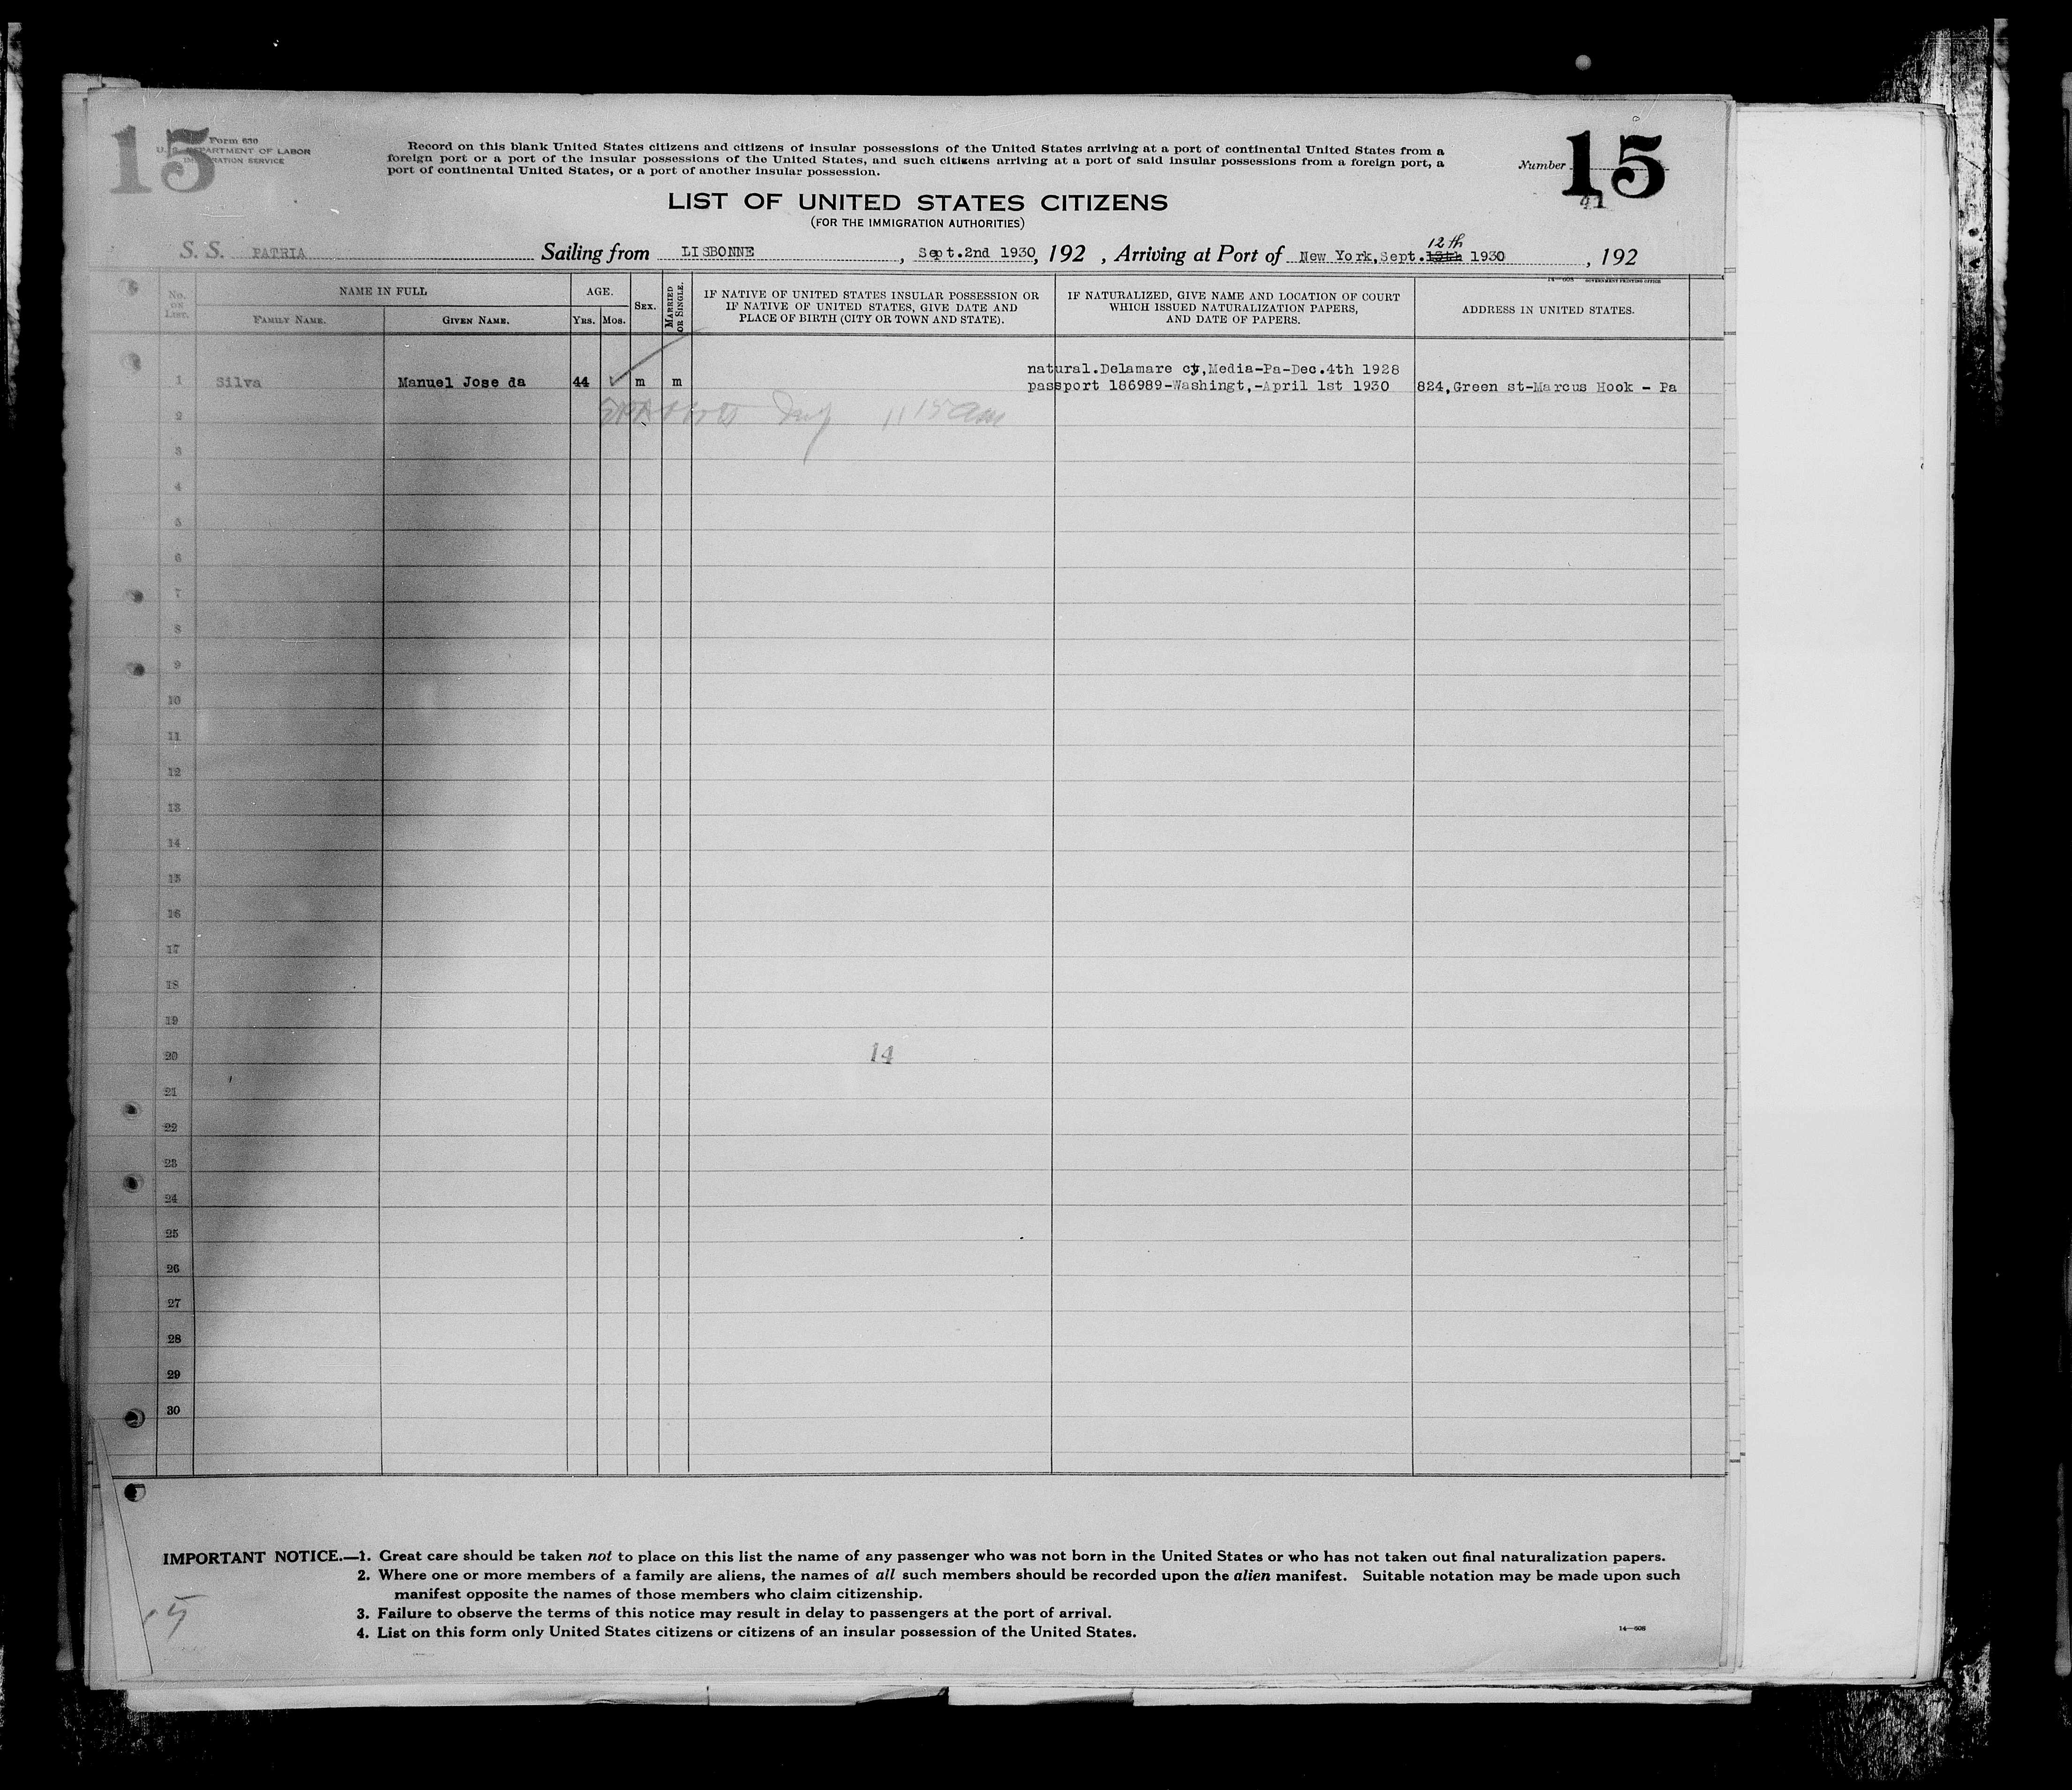 15
Form 630
U. S. DEPARTMENT OF LABOR
IMMIGRATION SERVICE
Record on this blank United States citizens and citizens of insular possessions of the United States arriving at a port of continental United States from a
foreign port or a port of the insular possessions of the United States, and such citizens arriving at a port of said insular possessions from a foreign port, a
port of continental United States, or a port of another insular possession.
Number 15
LIST OF UNITED STATES CITIZENS
(FOR THE IMMIGRATION AUTHORITIES)
12th
S. S. PATRIA Sailing from LISBONNE, Sept.2nd 1930, 192 , Arriving at Port of New York,Sept. 1930, 192
14—608 GOVERNMENT PRINTING OFFICE
No. on List.
NAME IN FULL
FAMILY NAME. GIVEN NAME.
AGE.
YRS. MOS.
SEX.
MARRIED OR SINGLE.
IF NATIVE OF UNITED STATES INSULAR POSSESSION OR
IF NATIVE OF UNITED STATES, GIVE DATE AND
PLACE OF BIRTH (CITY OR TOWN AND STATE).
IF NATURALIZED, GIVE NAME AND LOCATION OF COURT
WHICH ISSUED NATURALIZATION PAPERS,
AND DATE OF PAPERS.
ADDRESS IN UNITED STATES.
natural.Delamare ct,Media-Pa-Dec.4th 1928
1 Silva Manuel Jose da 44 m m passport 186989-Washingt,-April 1st 1930 824,Green st-Marcus Hook - Pa
2 11 15 am
3
4
5
6
7
8
9
10
11
12
13
14
15
16
17
18
19
20 14
21
22
23
24
25
26
27
28
29
30
IMPORTANT NOTICE.—1. Great care should be taken not to place on this list the name of any passenger who was not born in the United States or who has not taken out final naturalization papers.
2. Where one or more members of a family are aliens, the names of all such members should be recorded upon the alien manifest. Suitable notation may be made upon such
manifest opposite the names of those members who claim citizenship.
3. Failure to observe the terms of this notice may result in delay to passengers at the port of arrival.
4. List on this form only United States citizens or citizens of an insular possession of the United States.
14—608